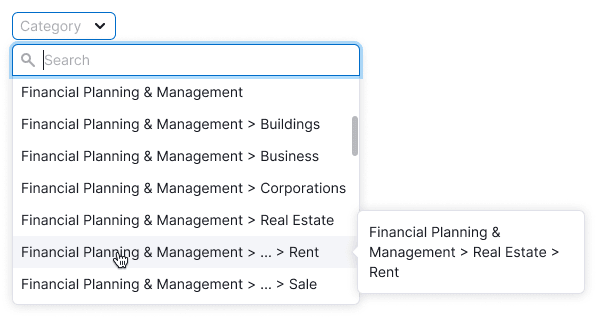 Category
Search
Financial Planning & Management
Financial Planning & Management > Buildings
Financial Planning & Management > Business
Financial Planning & Management > Corporations
Financial Planning & Management > Real Estate
Financial Planning & Management > ... > Rent
Financial Planning & Management > ... > Sale
Financial Planning &
Management > Real Estate >
Rent